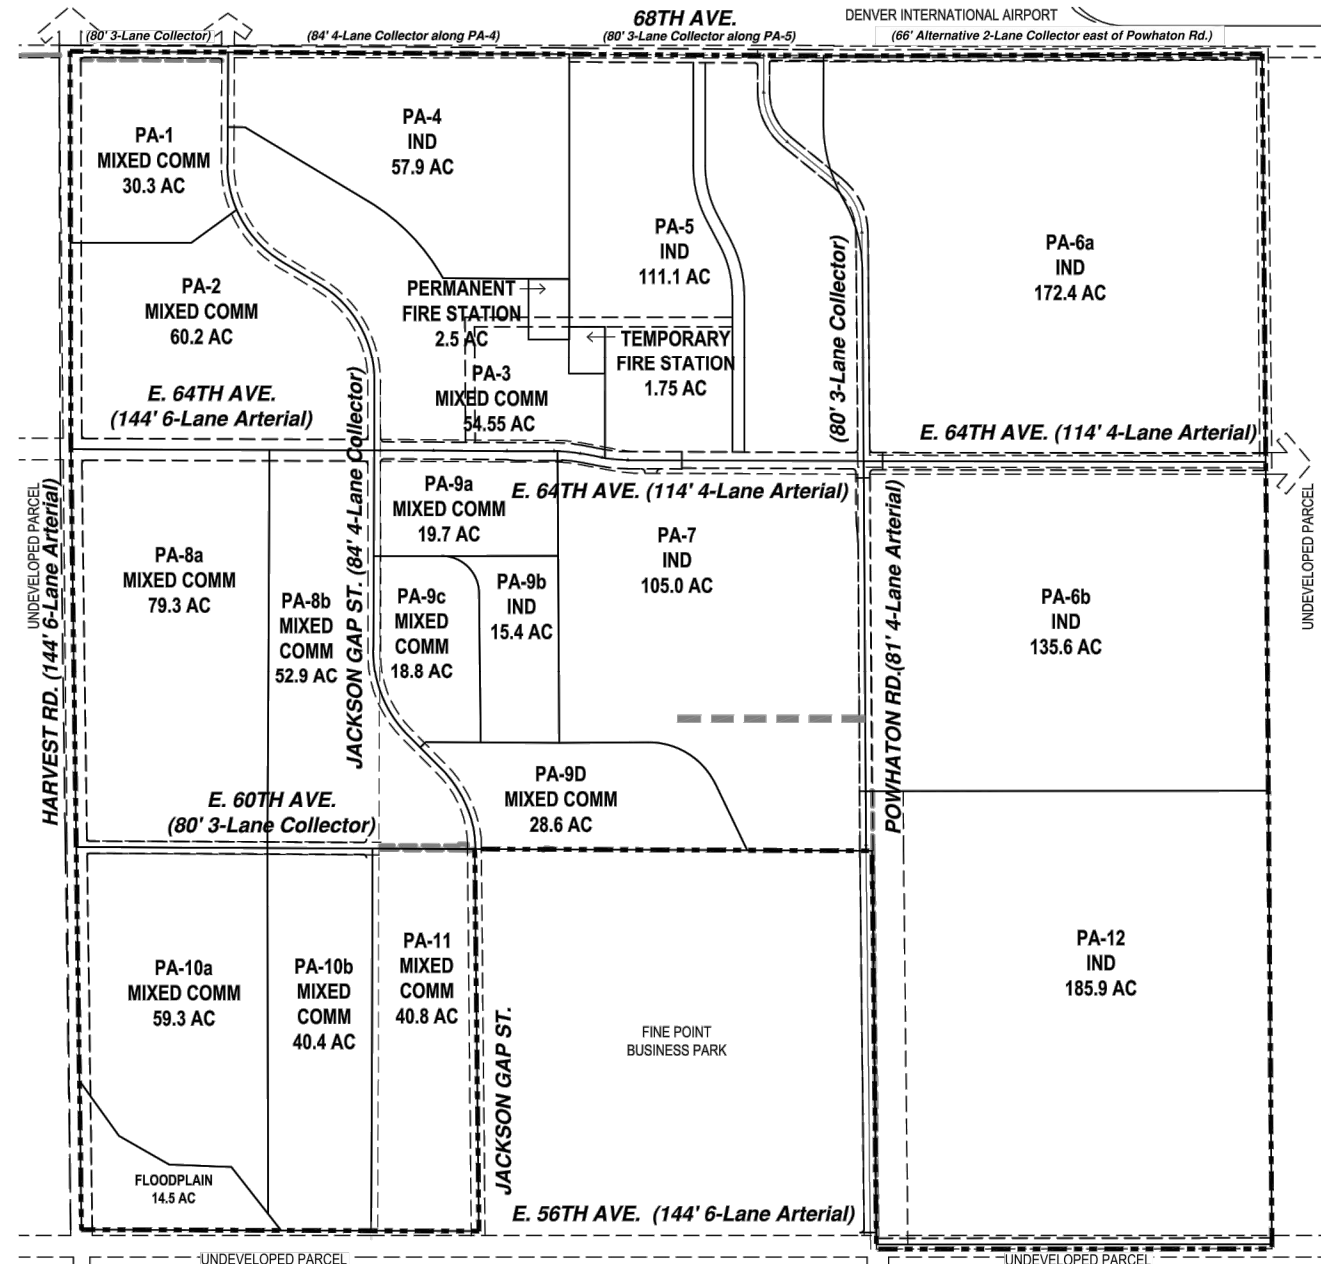 68TH AVE.
DENVER INTERNATIONAL AIRPORT
(80' 3-Lane Collector)
(84' 4-Lane Collector along PA-4)
(80' 3-Lane Collector along PA-5)
(66' Alternative 2-Lane Collector east of Powhaton Rd.)
PA-1
MIXED COMM
30.3 AC
PA-4
IND
57.9 AC
PA-5
IND
111.1 AC
PA-6a
IND
172.4 AC
(80' 3-Lane Collector)
PA-2
MIXED COMM
60.2 AC
PERMANENT
FIRE STATION
2.5 AC
TEMPORARY
FIRE STATION
1.75 AC
PA-3
MIXED COMM
54.55 AC
E. 64TH AVE.
(144' 6-Lane Arterial)
E. 64TH AVE. (114' 4-Lane Arterial)
E. 64TH AVE. (114' 4-Lane Arterial)
UNDEVELOPED PARCEL
HARVEST RD. (144' 6-Lane Arterial)
JACKSON GAP ST. (84' 4-Lane Collector)
POWHATON RD.(81' 4-Lane Arterial)
UNDEVELOPED PARCEL
PA-8a
MIXED COMM
79.3 AC
PA-8b
MIXED
COMM
52.9 AC
PA-9a
MIXED COMM
19.7 AC
PA-9c
MIXED
COMM
18.8 AC
PA-9b
IND
15.4 AC
PA-7
IND
105.0 AC
PA-6b
IND
135.6 AC
PA-9D
MIXED COMM
28.6 AC
E. 60TH AVE.
(80' 3-Lane Collector)
PA-10a
MIXED COMM
59.3 AC
PA-10b
MIXED
COMM
40.4 AC
PA-11
MIXED
COMM
40.8 AC
JACKSON GAP ST.
FINE POINT
BUSINESS PARK
PA-12
IND
185.9 AC
FLOODPLAIN
14.5 AC
E. 56TH AVE. (144' 6-Lane Arterial)
UNDEVELOPED PARCEL
UNDEVELOPED PARCEL